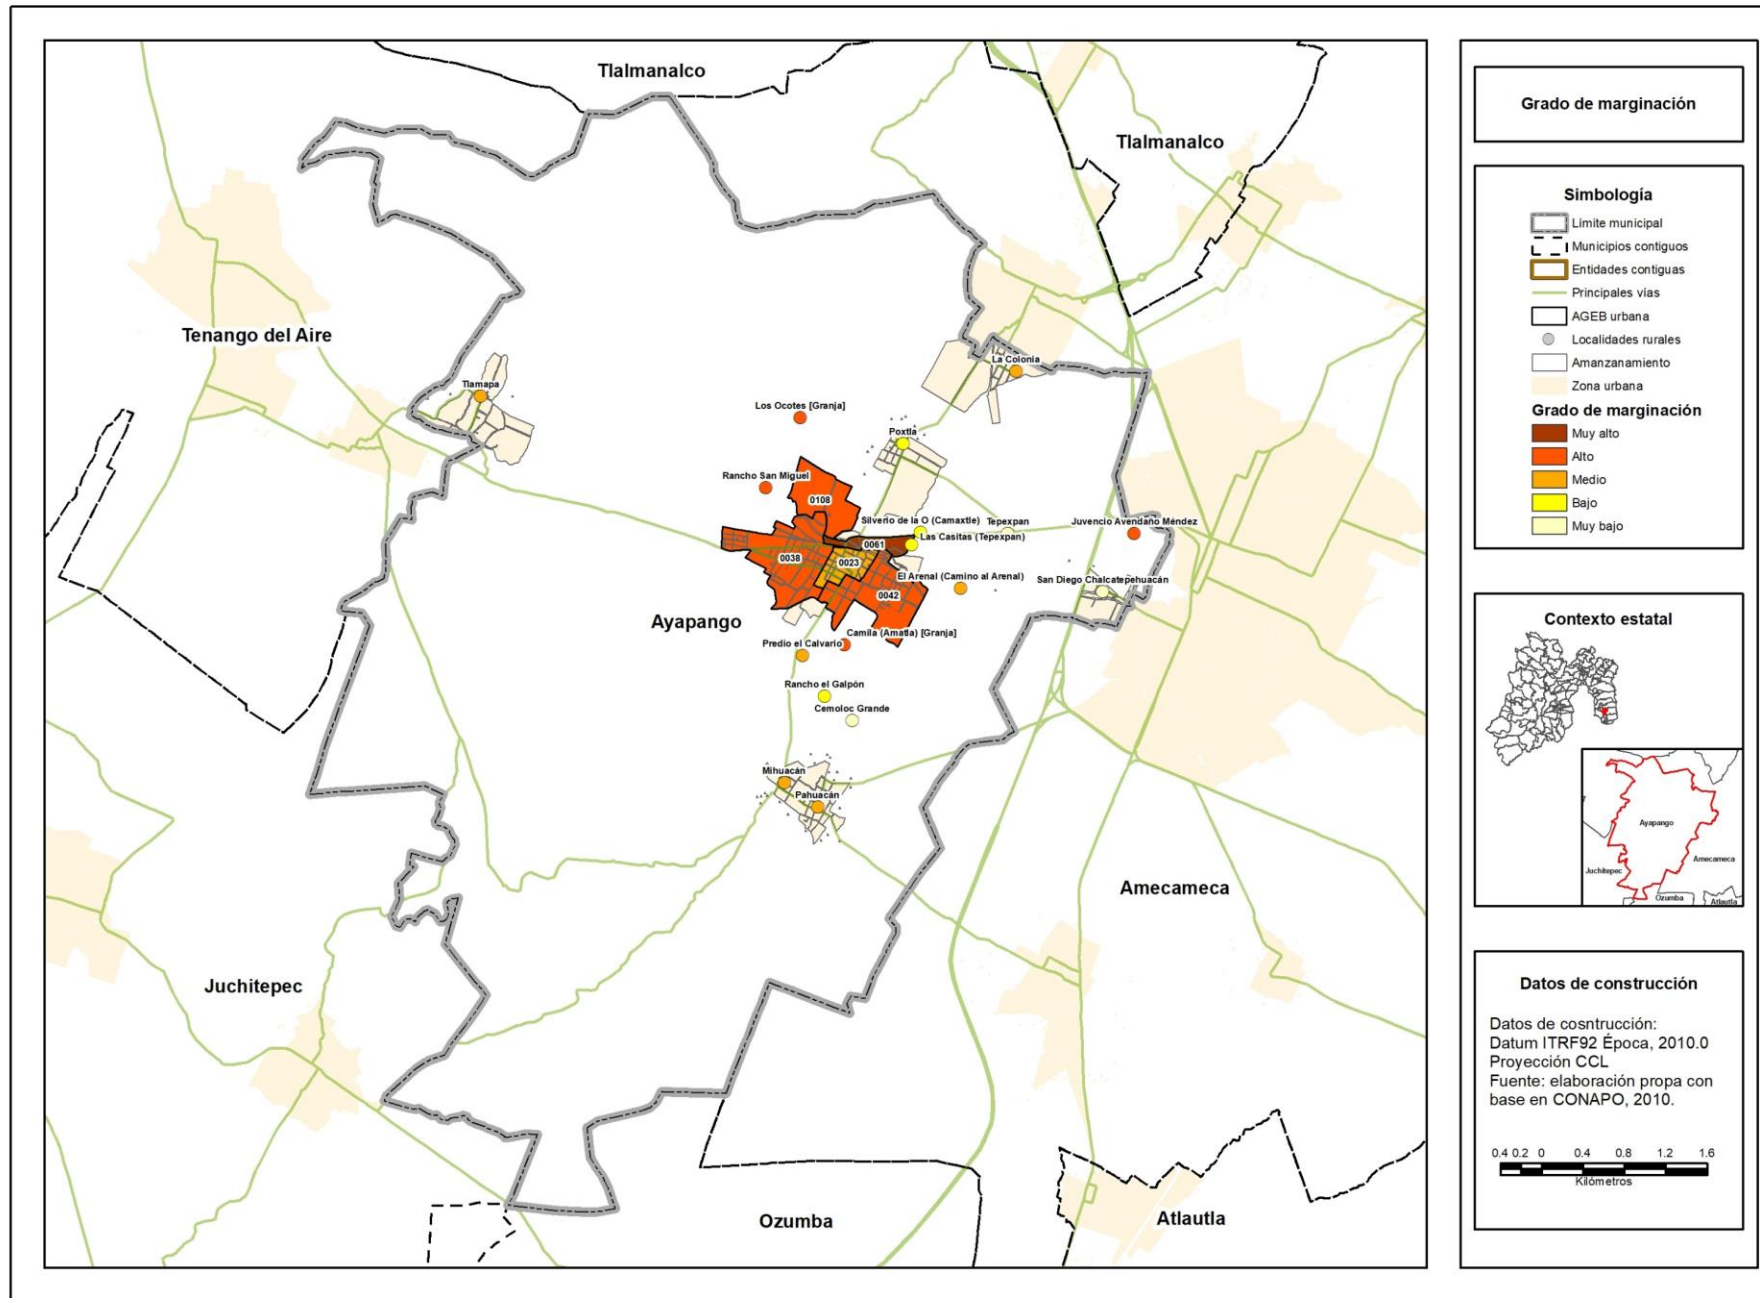 Tlalmanalco
Tlalmanalco
Tenango del Aire
La Colonia
Tlamapa
Los Ocotes [Granja]
Poxtla
Rancho San Miguel
0108
Silverio de la O (Camaxtle)
Tepexpan
Juvencio Avendaño Méndez
0061
Las Casitas (Tepexpan)
0038
0023
El Arenal (Camino al Arenal)
San Diego Chalcatepehuacán
0042
Ayapango
Camila (Amatla) [Granja]
Predio el Calvario
Rancho el Galpón
Cemoloc Grande
Mihuacán
Pahuacán
Amecameca
Juchitepec
Ozumba
Atlautla
Grado de marginación
Simbología
Límite municipal
Municipios contiguos
Entidades contiguas
Principales vías
AGEB urbana
Localidades rurales
Amanzanamiento
Zona urbana
Grado de marginación
Muy alto
Alto
Medio
Bajo
Muy bajo
Contexto estatal
Ayapango
Amecameca
Juchitepec
Ozumba
Atlautla
Datos de construcción
Datos de cosntrucción:
Datum ITRF92 Época, 2010.0
Proyección CCL
Fuente: elaboración propa con
base en CONAPO, 2010.
0.4 0.2 0 0.4 0.8 1.2 1.6
Kilómetros